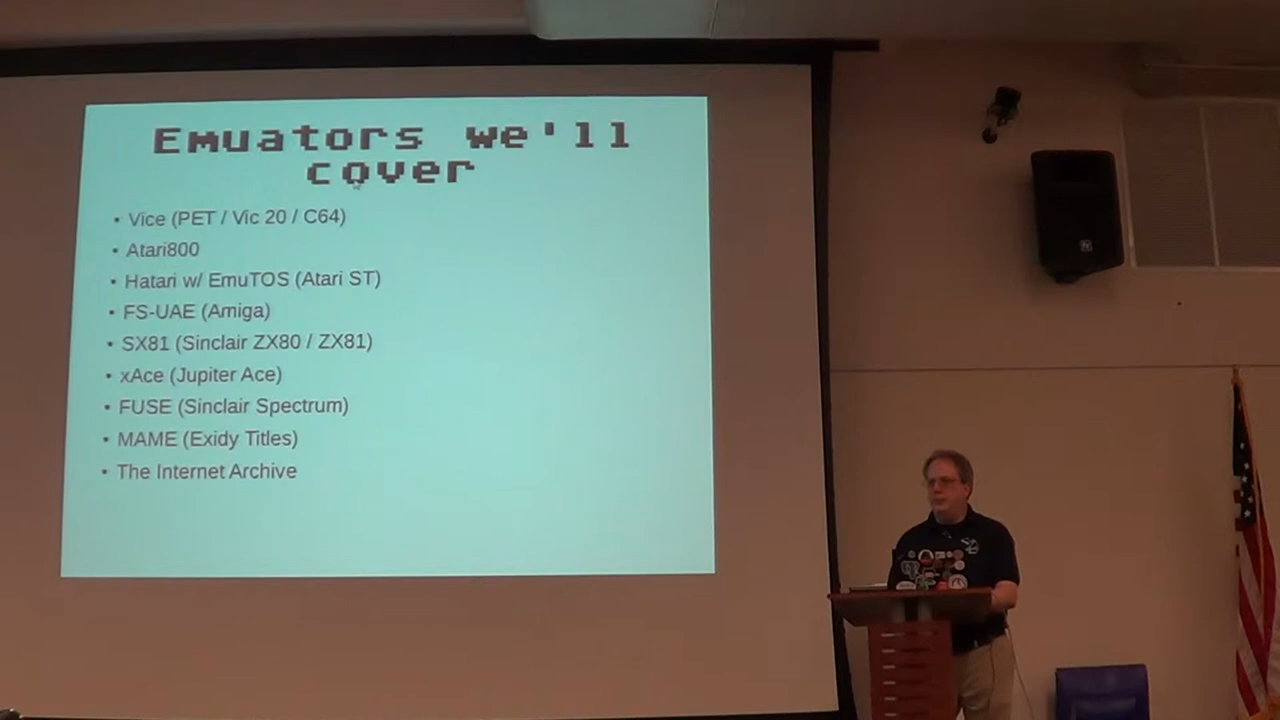 Emuators we'll
cover
• Vice (PET / Vic 20 / C64)
• Atari800
• Hatari w/ EmuTOS (Atari ST)
• FS-UAE (Amiga)
• SX81 (Sinclair ZX80 / ZX81)
• xAce (Jupiter Ace)
• FUSE (Sinclair Spectrum)
• MAME (Exidy Titles)
• The Internet Archive